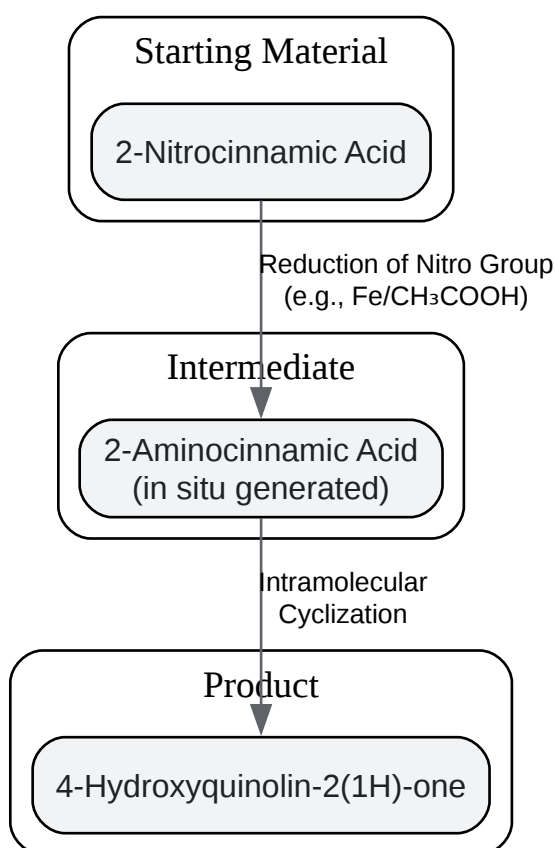 Starting Material
2-Nitrocinnamic Acid
Reduction of Nitro Group
(e.g., Fe/CH₃COOH)
Intermediate
2-Aminocinnamic Acid
(in situ generated)
Intramolecular
Cyclization
Product
4-Hydroxyquinolin-2(1H)-one